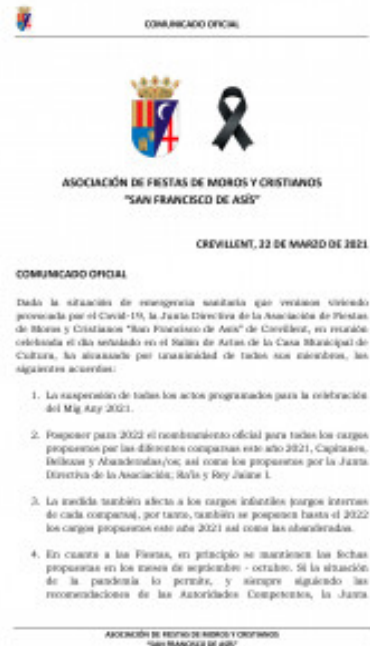 COMUNICADO OFICIAL
ASOCIACIÓN DE FIESTAS DE MOROS Y CRISTIANOS
"SAN FRANCISCO DE ASÍS"
CREVILLENT, 22 DE MARZO DE 2021
COMUNICADO OFICIAL
Dada la situación de emergencia sanitaria que venimos viviendo
provocada por el Covid-19, la Junta Directiva de la Asociación de Fiestas
de Moros y Cristianos "San Francisco de Asís" de Crevillent, en reunión
celebrada el día señalado en el Salón de Actos de la Casa Municipal de
Cultura, ha alcanzado por unanimidad de todos sus miembros, los
siguientes acuerdos:
1. La suspensión de todos los actos programados para la celebración
del Mig Any 2021.
2. Posponer para 2022 el nombramiento oficial para todos los cargos
propuestos por las diferentes comparsas este año 2021, Capitanes,
Bellezas y Abanderadas/os; así como los propuestos por la Junta
Directiva de la Asociación; Ra'is y Rey Jaime I.
3. La medida también afecta a los cargos infantiles (cargos internos
de cada comparsa), por tanto, también se posponen hasta el 2022
los cargos propuestos este año 2021 así como las abanderadas.
4. En cuanto a las Fiestas, en principio se mantienen las fechas
propuestas en los meses de septiembre - octubre. Si la situación
de la pandemia lo permite, y siempre siguiendo las
recomendaciones de las Autoridades Competentes, la Junta
ASOCIACIÓN DE FIESTAS DE MOROS Y CRISTIANOS
"SAN FRANCISCO DE ASÍS"